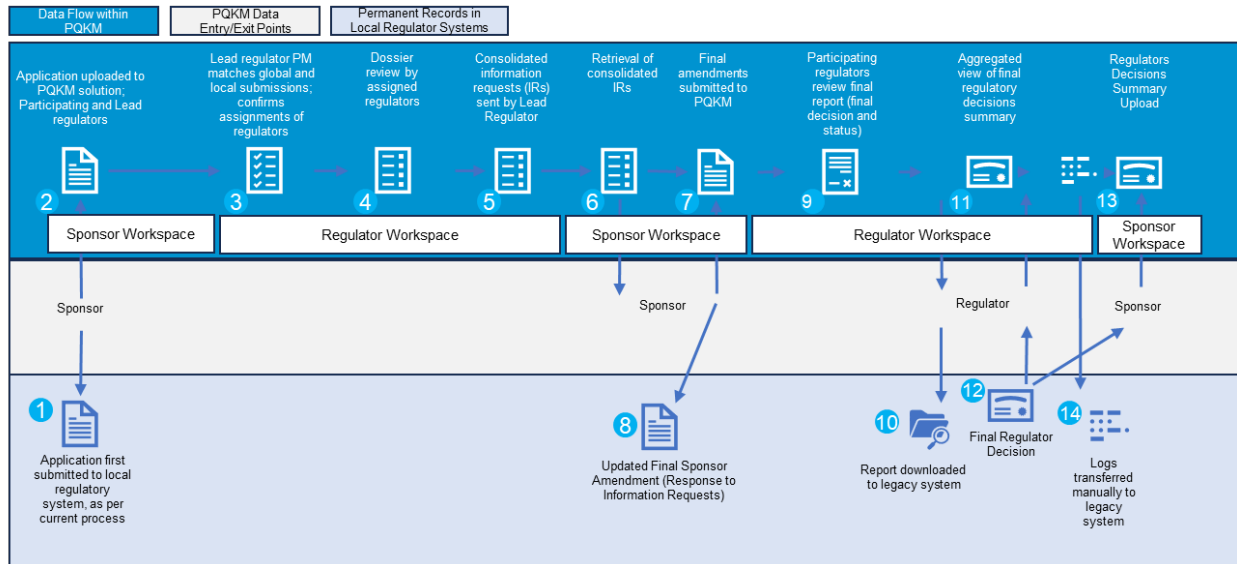 Data Flow within
PQKM
PQKM Data
Entry/Exit Points
Permanent Records in
Local Regulator Systems
Application uploaded to
PQKM solution;
Participating and Lead
regulators
Lead regulator PM
matches global and
local submissions;
confirms
assignments of
regulators
Dossier
review by
assigned
regulators
Consolidated
information
requests (IRs)
sent by Lead
Regulator
Retrieval of
consolidated
IRs
Final
amendments
submitted to
PQKM
Participating
regulators
review final
report (final
decision and
status)
Aggregated
view of final
regulatory
decisions
summary
Regulators
Decisions
Summary
Upload
2
3
4
5
6
7
9
11
13
Sponsor Workspace
Regulator Workspace
Sponsor Workspace
Regulator Workspace
Sponsor
Workspace
Sponsor
Sponsor
Regulator
Sponsor
1
Application first
submitted to local
regulatory
system, as per
current process
8
Updated Final Sponsor
Amendment (Response to
Information Requests)
10
Report downloaded
to legacy system
12
Final Regulator
Decision
14
Logs
transferred
manually to
legacy
system